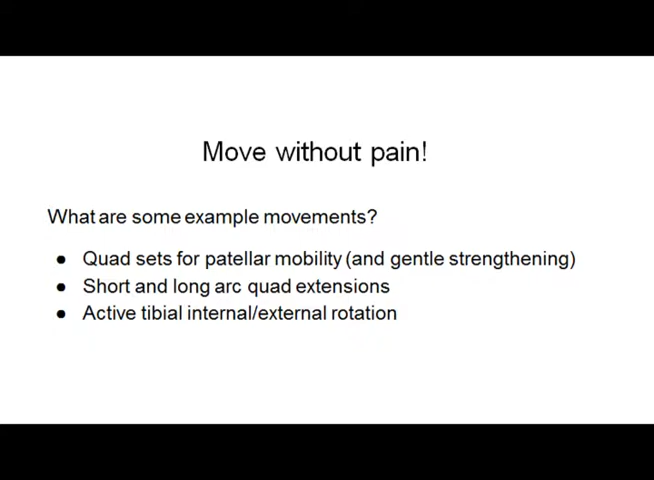 Move without pain!
What are some example movements?
● Quad sets for patellar mobility (and gentle strengthening)
● Short and long arc quad extensions
● Active tibial internal/external rotation